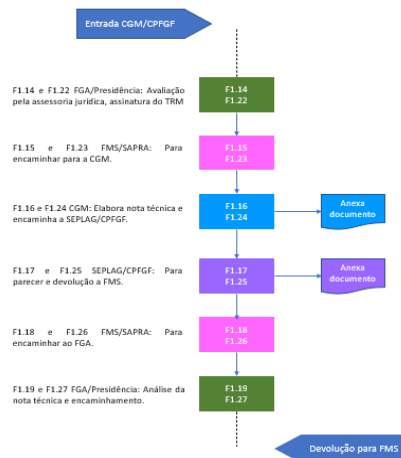 Entrada CGM/CPFGF
F1.14 e F1.22 FGA/Presidência: Avaliação
pela assessoria jurídica, assinatura do TRM
F1.14
F1.22
F1.15 e F1.23 FMS/SAPRA: Para
encaminhar para a CGM.
F1.15
F1.23
F1.16 e F1.24 CGM: Elabora nota técnica e
encaminha a SEPLAG/CPFGF.
F1.16
F1.24
Anexa
documento
F1.17 e F1.25 SEPLAG/CPFGF: Para
parecer e devolução a FMS.
F1.17
F1.25
Anexa
documento
F1.18 e F1.26 FMS/SAPRA: Para
encaminhar ao FGA.
F1.18
F1.26
F1.19 e F1.27 FGA/Presidência: Análise da
nota técnica e encaminhamento.
F1.19
F1.27
Devolução para FMS